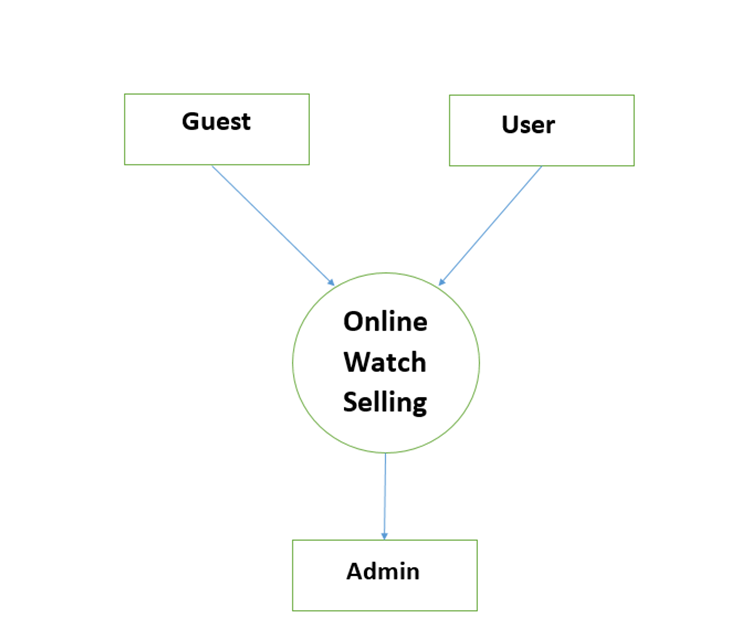 Guest
User
Online
Watch
Selling
Admin